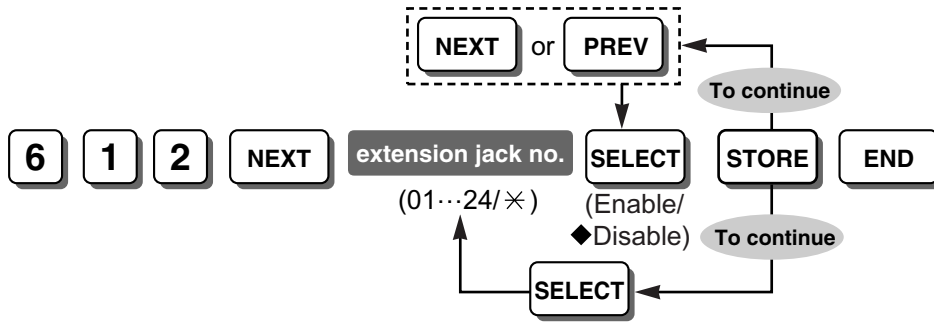 NEXT or PREV
To continue
6 1 2 NEXT extension jack no. SELECT STORE END
(01···24/✳)
(Enable/
◆Disable)
To continue
SELECT